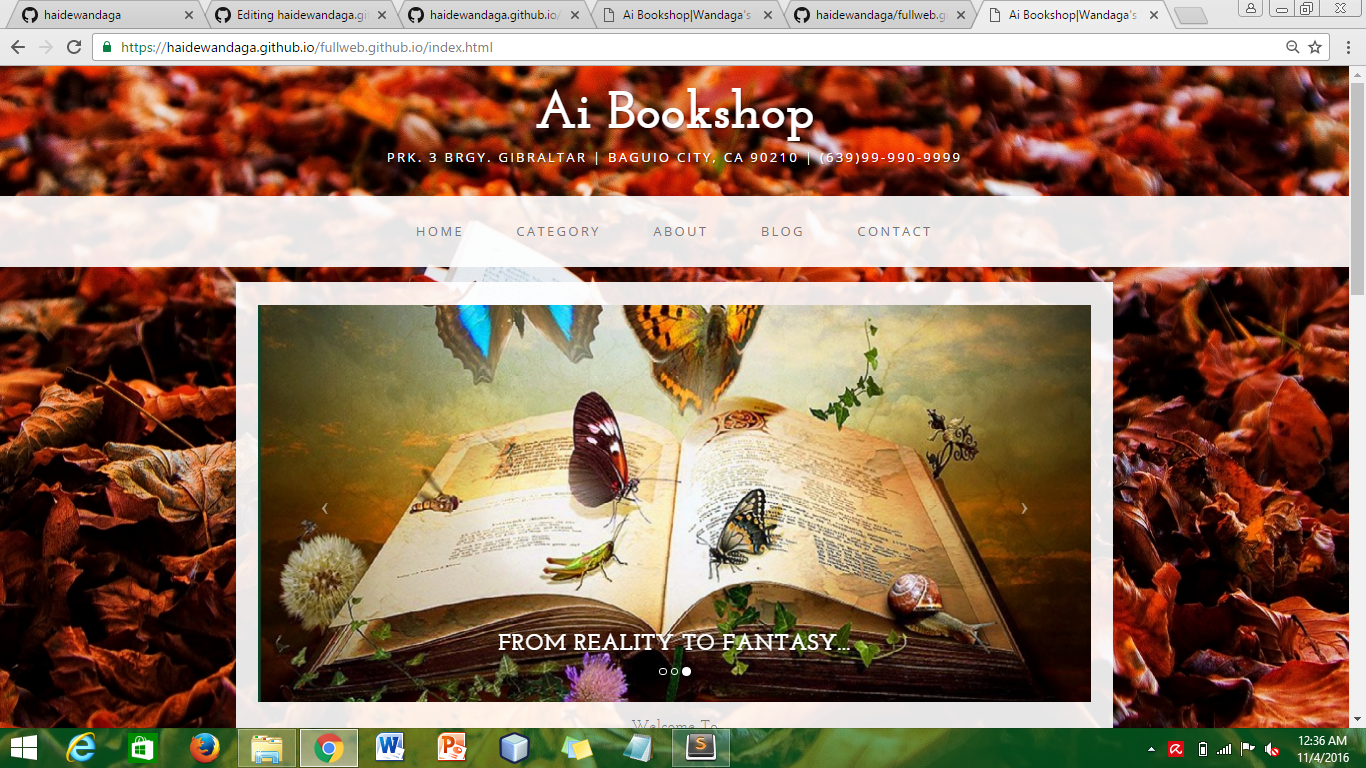 haidewandaga
Editing haidewandaga.git
haidewandaga.github.io/
Ai Bookshop|Wandaga's
haidewandaga/fullweb.gi
Ai Bookshop|Wandaga's
https://haidewandaga.github.io/fullweb.github.io/index.html
Ai Bookshop
PRK. 3 BRGY. GIBRALTAR | BAGUIO CITY, CA 90210 | (639)99-990-9999
HOME CATEGORY ABOUT BLOG CONTACT
FROM REALITY TO FANTASY...
Welcome To
12:36 AM
11/4/2016